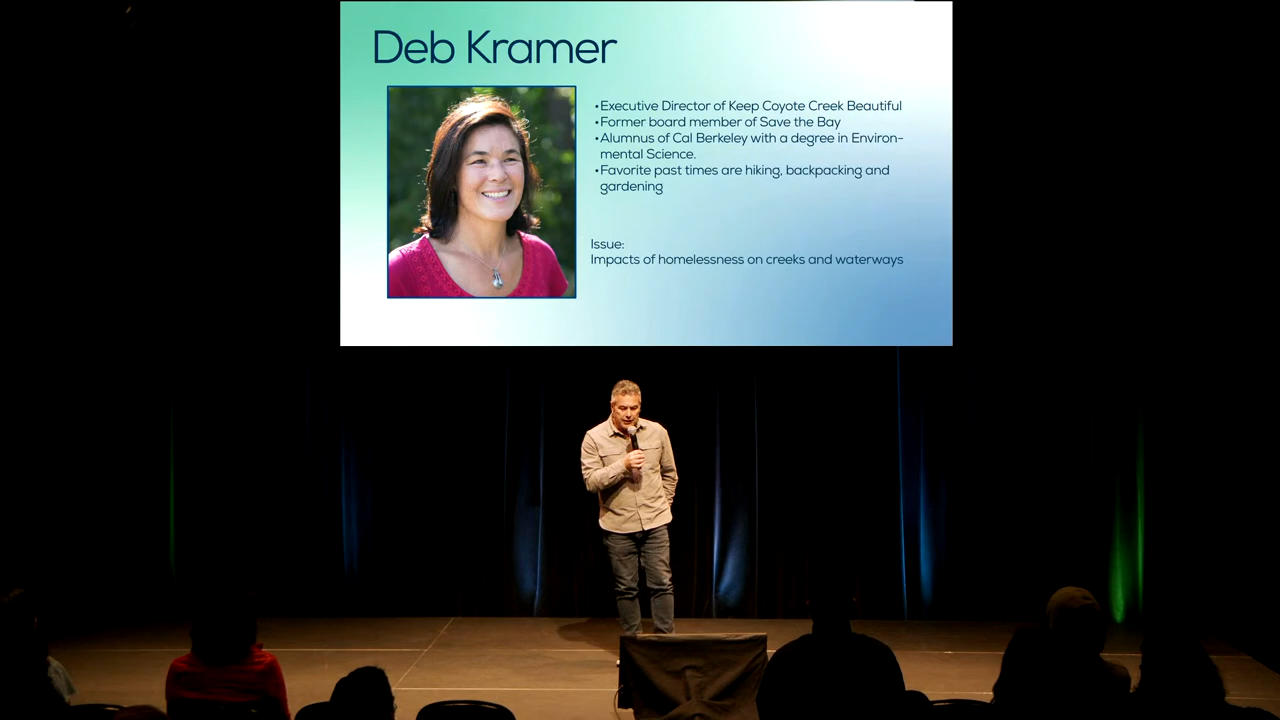 Deb Kramer
•Executive Director of Keep Coyote Creek Beautiful
•Former board member of Save the Bay
•Alumnus of Cal Berkeley with a degree in Environ-
mental Science.
•Favorite past times are hiking, backpacking and
gardening
Issue:
Impacts of homelessness on creeks and waterways